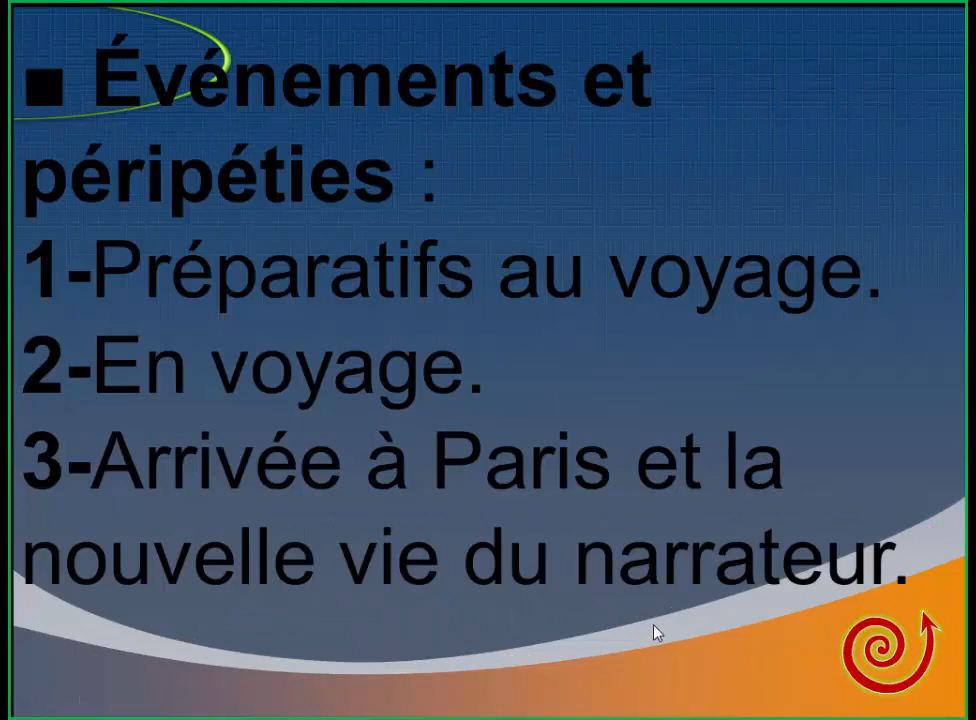 ■ Événements et
péripéties :
1-Préparatifs au voyage.
2-En voyage.
3-Arrivée à Paris et la
nouvelle vie du narrateur.